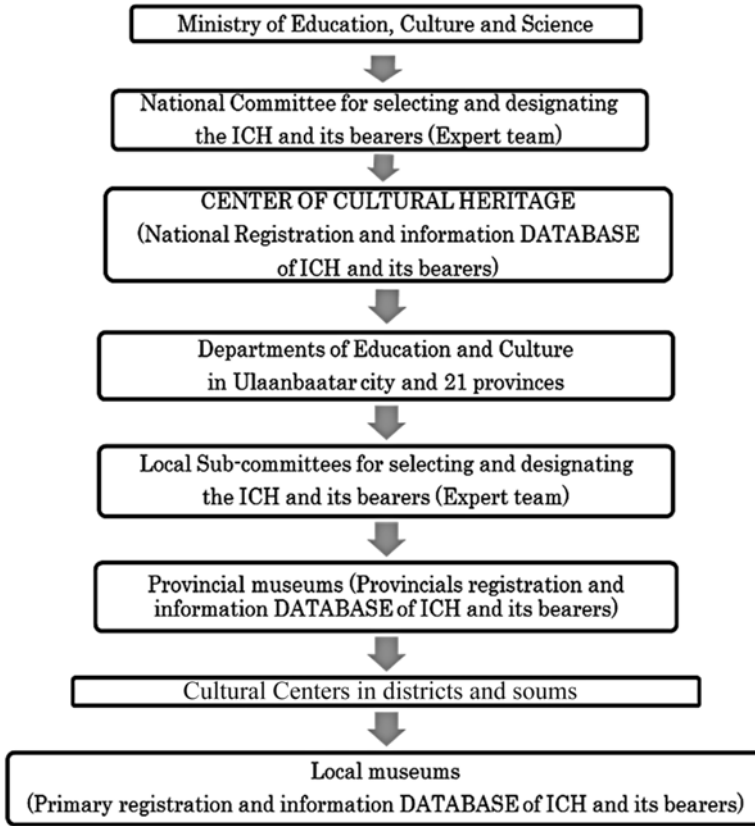 Ministry of Education, Culture and Science
National Committee for selecting and designating
the ICH and its bearers (Expert team)
CENTER OF CULTURAL HERITAGE
(National Registration and information DATABASE
of ICH and its bearers)
Departments of Education and Culture
in Ulaanbaatar city and 21 provinces
Local Sub-committees for selecting and designating
the ICH and its bearers (Expert team)
Provincial museums (Provincials registration and
information DATABASE of ICH and its bearers)
Cultural Centers in districts and soums
Local museums
(Primary registration and information DATABASE of ICH and its bearers)